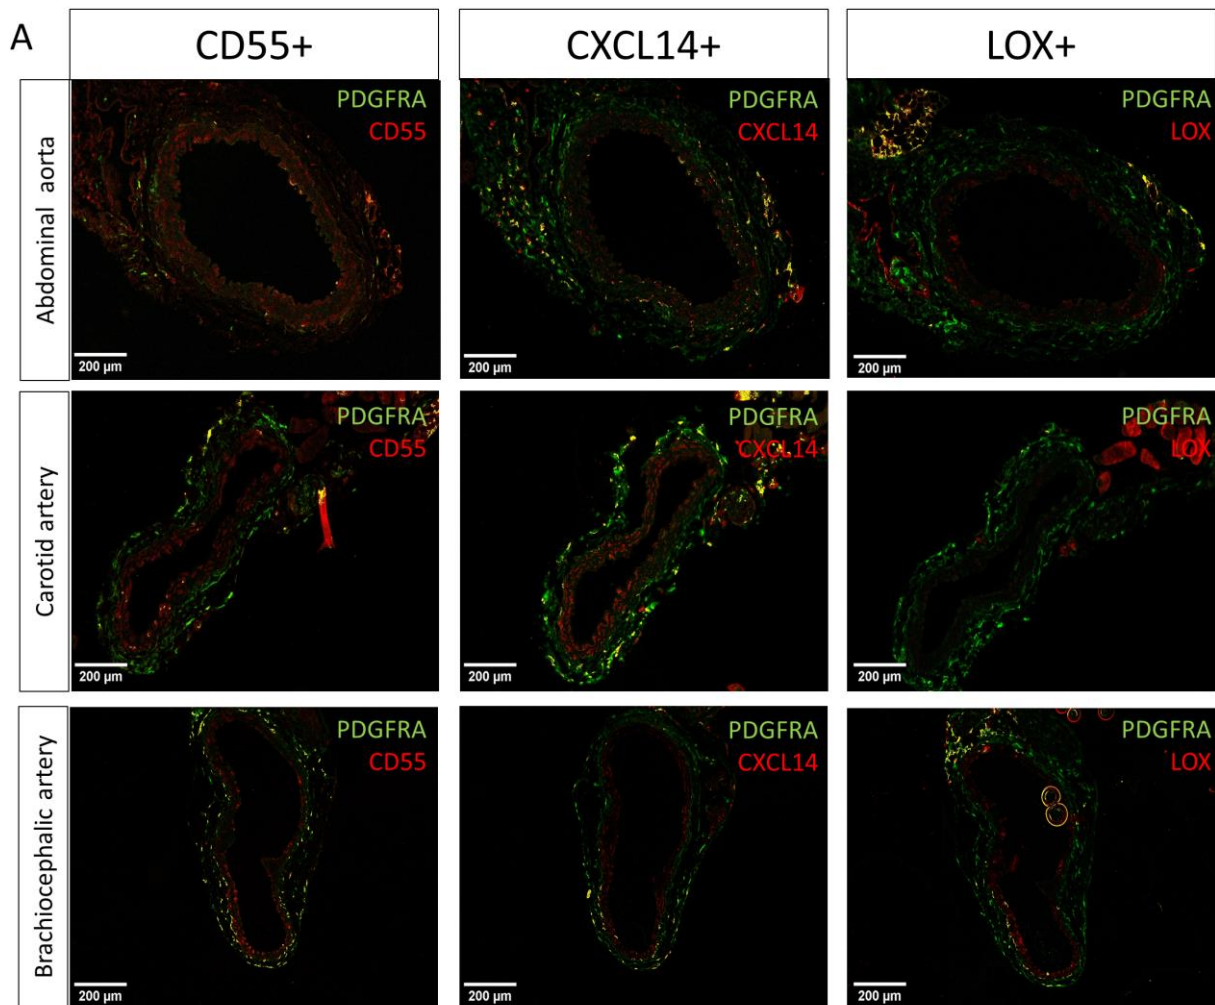 A
CD55+
CXCL14+
LOX+
Abdominal aorta
PDGFRA
CD55
200 µm
PDGFRA
CXCL14
200 µm
PDGFRA
LOX
200 µm
Carotid artery
PDGFRA
CD55
200 µm
PDGFRA
CXCL14
200 µm
PDGFRA
LOX
200 µm
Brachiocephalic artery
PDGFRA
CD55
200 µm
PDGFRA
CXCL14
200 µm
PDGFRA
LOX
200 µm